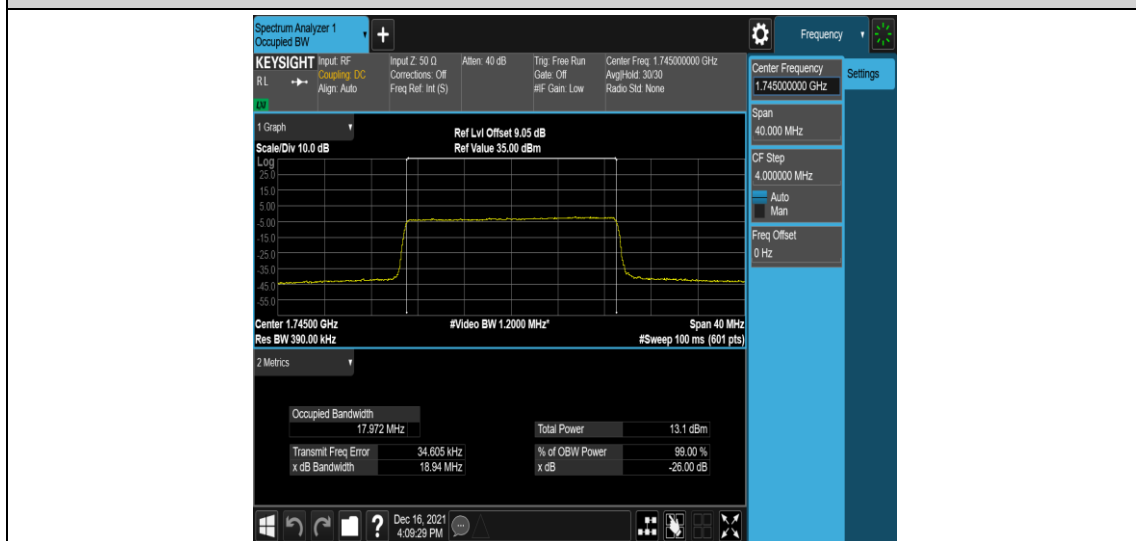 Spectrum Analyzer 1
Occupied BW
+
Frequency
KEYSIGHT
RL
Input: RF
Coupling: DC
Align: Auto
Input Z: 50 Ω
Corrections: Off
Freq Ref: Int (S)
Atten: 40 dB
Trig: Free Run
Gate: Off
#IF Gain: Low
Center Freq: 1.745000000 GHz
Avg|Hold: 30/30
Radio Std: None
Center Frequency
1.745000000 GHz
Settings
Span
40.000 MHz
CF Step
4.000000 MHz
Auto
Man
Freq Offset
0 Hz
1 Graph
Scale/Div 10.0 dB
Ref Lvl Offset 9.05 dB
Ref Value 35.00 dBm
Log
25.0
15.0
5.00
-5.00
-15.0
-25.0
-35.0
-45.0
-55.0
Center 1.74500 GHz
#Video BW 1.2000 MHz*
Span 40 MHz
Res BW 390.00 kHz
#Sweep 100 ms (601 pts)
2 Metrics
Occupied Bandwidth
17.972 MHz
Total Power 13.1 dBm
Transmit Freq Error 34.605 kHz
% of OBW Power 99.00 %
x dB Bandwidth 18.94 MHz
x dB -26.00 dB
?
Dec 16, 2021
4:09:29 PM